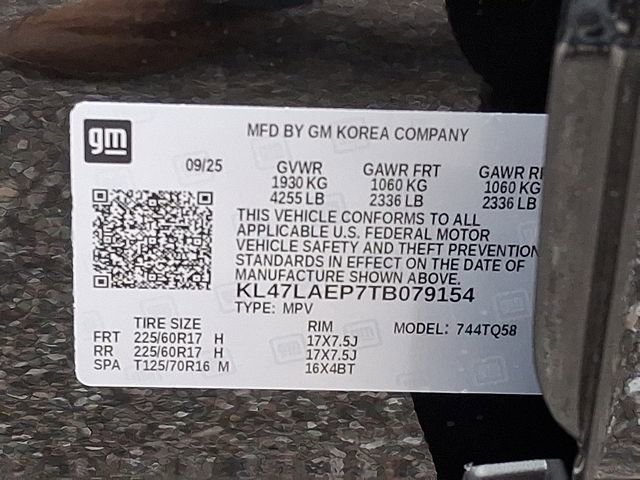 gm
MFD BY GM KOREA COMPANY
09/25
GVWR GAWR FRT GAWR
1930 KG 1060 KG 1060 KG
4255 LB 2336 LB 2336 LB
THIS VEHICLE CONFORMS TO ALL
APPLICABLE U.S. FEDERAL MOTOR
VEHICLE SAFETY AND THEFT PREVENTION
STANDARDS IN EFFECT ON THE DATE OF
MANUFACTURE SHOWN ABOVE.
KL47LAEP7TB079154
TYPE: MPV
TIRE SIZE RIM MODEL: 744TQ58
FRT 225/60R17 H 17X7.5J
RR 225/60R17 H 17X7.5J
SPA T125/70R16 M 16X4BT